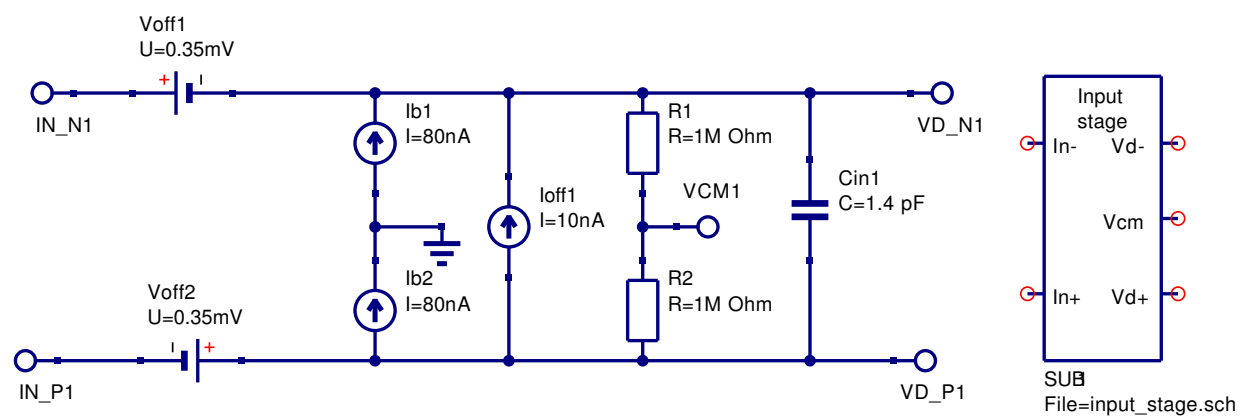 Voff1
U=0.35mV
IN_N1
Ib1
I=80nA
Ioff1
I=10nA
R1
R=1M Ohm
VCM1
Cin1
C=1.4 pF
VD_N1
Ib2
I=80nA
R2
R=1M Ohm
Voff2
U=0.35mV
IN_P1
VD_P1
Input
stage
In-
Vd-
Vcm
In+
Vd+
File=input_stage.sch